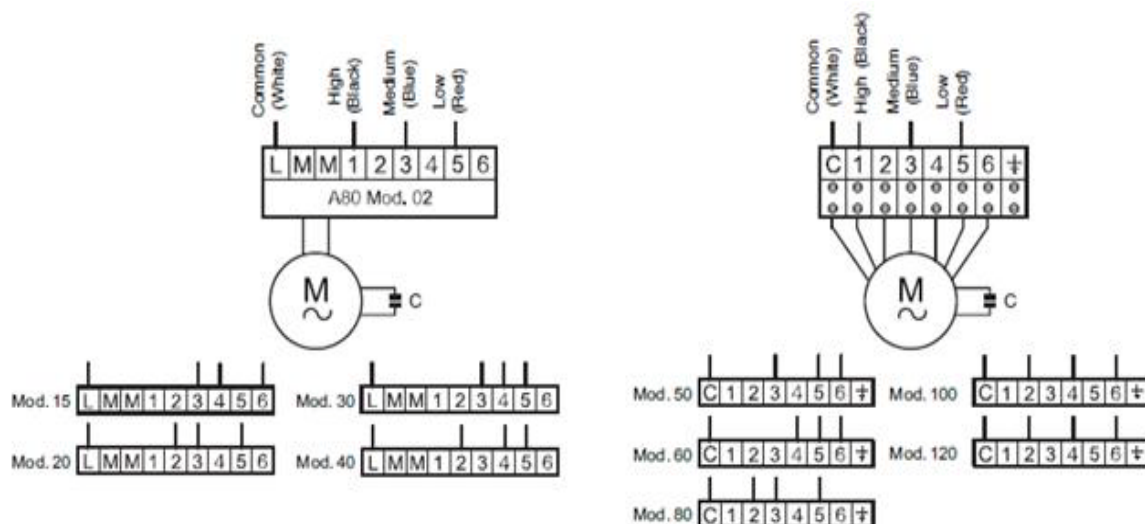 Common
(White)
High
(Black)
Medium
(Blue)
Low
(Red)
L M M 1 2 3 4 5 6
A80 Mod. 02
M
C
Mod. 15 L M M 1 2 3 4 5 6
Mod. 30 L M M 1 2 3 4 5 6
Mod. 20 L M M 1 2 3 4 5 6
Mod. 40 L M M 1 2 3 4 5 6
Common
(White)
High (Black)
Medium
(Blue)
Low
(Red)
C 1 2 3 4 5 6
M
C
Mod. 50 C 1 2 3 4 5 6
Mod. 100 C 1 2 3 4 5 6
Mod. 60 C 1 2 3 4 5 6
Mod. 120 C 1 2 3 4 5 6
Mod. 80 C 1 2 3 4 5 6